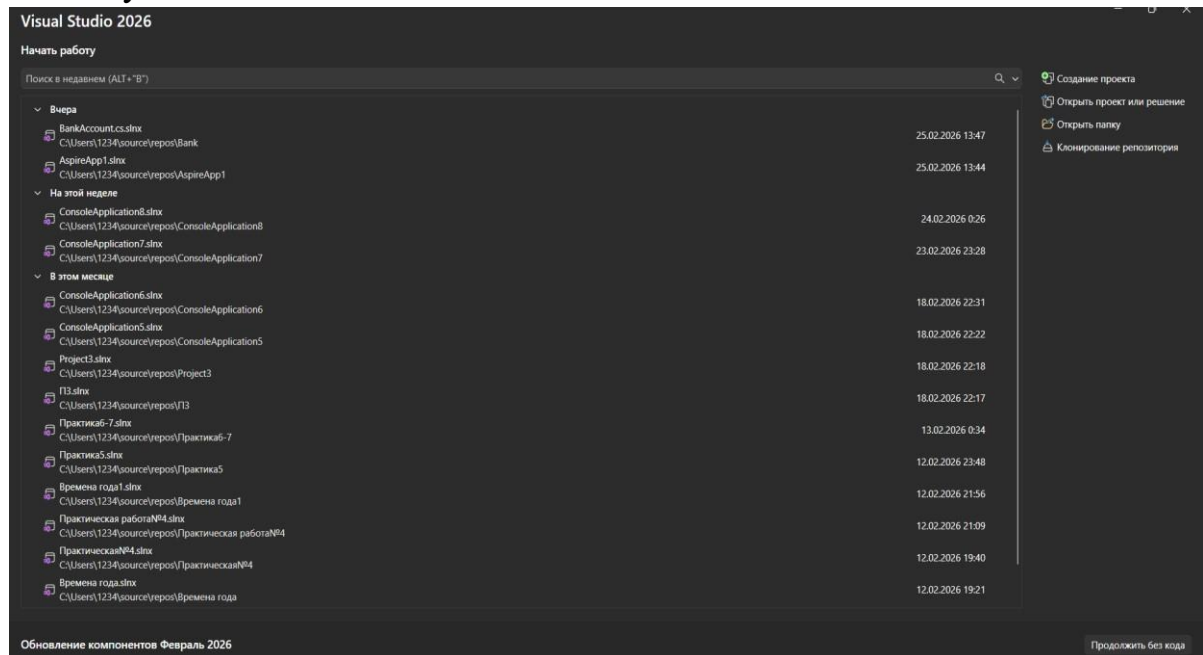 Visual Studio 2026
Начать работу
Поиск в недавнем (ALT+"В")
Вчера
BankAccount.cs.slnx
C:\Users\1234\source\repos\Bank
25.02.2026 13:47
AspireApp1.slnx
C:\Users\1234\source\repos\AspireApp1
25.02.2026 13:44
На этой неделе
ConsoleApplication8.slnx
C:\Users\1234\source\repos\ConsoleApplication8
24.02.2026 0:26
ConsoleApplication7.slnx
C:\Users\1234\source\repos\ConsoleApplication7
23.02.2026 23:28
В этом месяце
ConsoleApplication6.slnx
C:\Users\1234\source\repos\ConsoleApplication6
18.02.2026 22:31
ConsoleApplication5.slnx
C:\Users\1234\source\repos\ConsoleApplication5
18.02.2026 22:22
Project3.slnx
C:\Users\1234\source\repos\Project3
18.02.2026 22:18
П3.slnx
C:\Users\1234\source\repos\П3
18.02.2026 22:17
Практика6-7.slnx
C:\Users\1234\source\repos\Практика6-7
13.02.2026 0:34
Практика5.slnx
C:\Users\1234\source\repos\Практика5
12.02.2026 23:48
Времена года1.slnx
C:\Users\1234\source\repos\Времена года1
12.02.2026 21:56
Практическая работа№4.slnx
C:\Users\1234\source\repos\Практическая работа№4
12.02.2026 21:09
Практическая№4.slnx
C:\Users\1234\source\repos\Практическая№4
12.02.2026 19:40
Времена года.slnx
C:\Users\1234\source\repos\Времена года
12.02.2026 19:21
Создание проекта
Открыть проект или решение
Открыть папку
Клонирование репозитория
Обновление компонентов Февраль 2026
Продолжить без кода